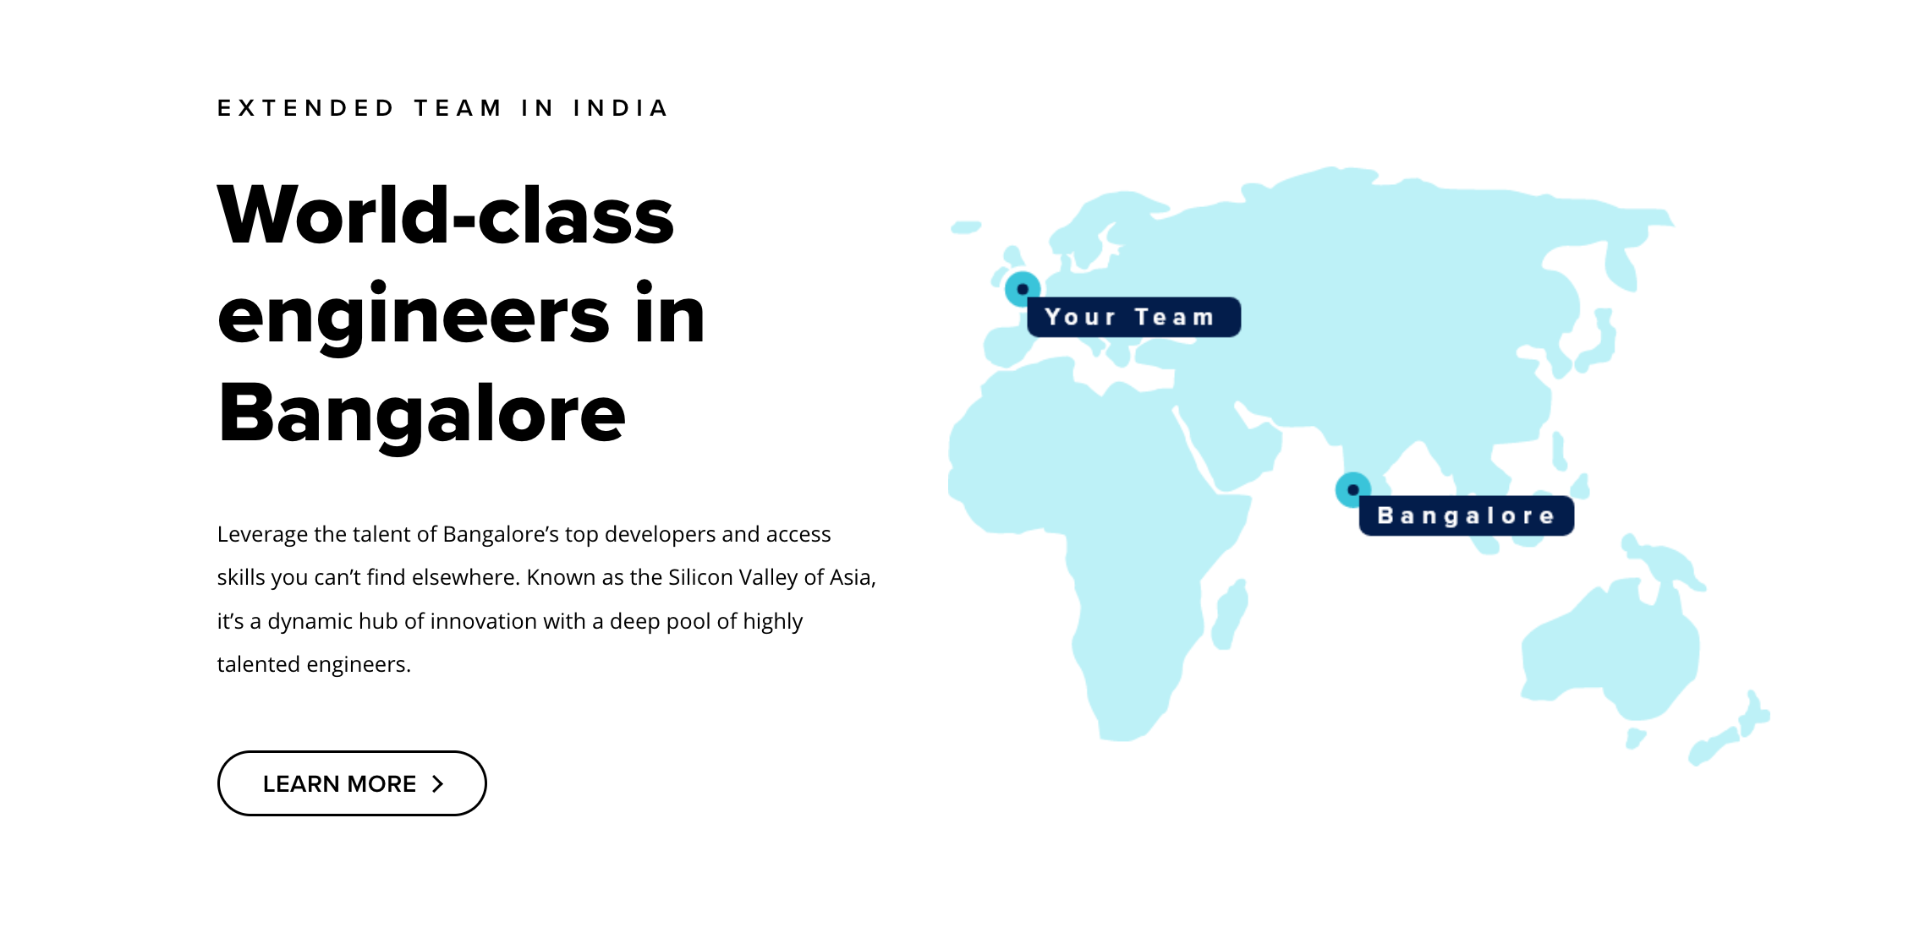 EXTENDED TEAM IN INDIA
World-class
engineers in
Bangalore
Leverage the talent of Bangalore’s top developers and access
skills you can’t find elsewhere. Known as the Silicon Valley of Asia,
it’s a dynamic hub of innovation with a deep pool of highly
talented engineers.
LEARN MORE
Your Team
Bangalore